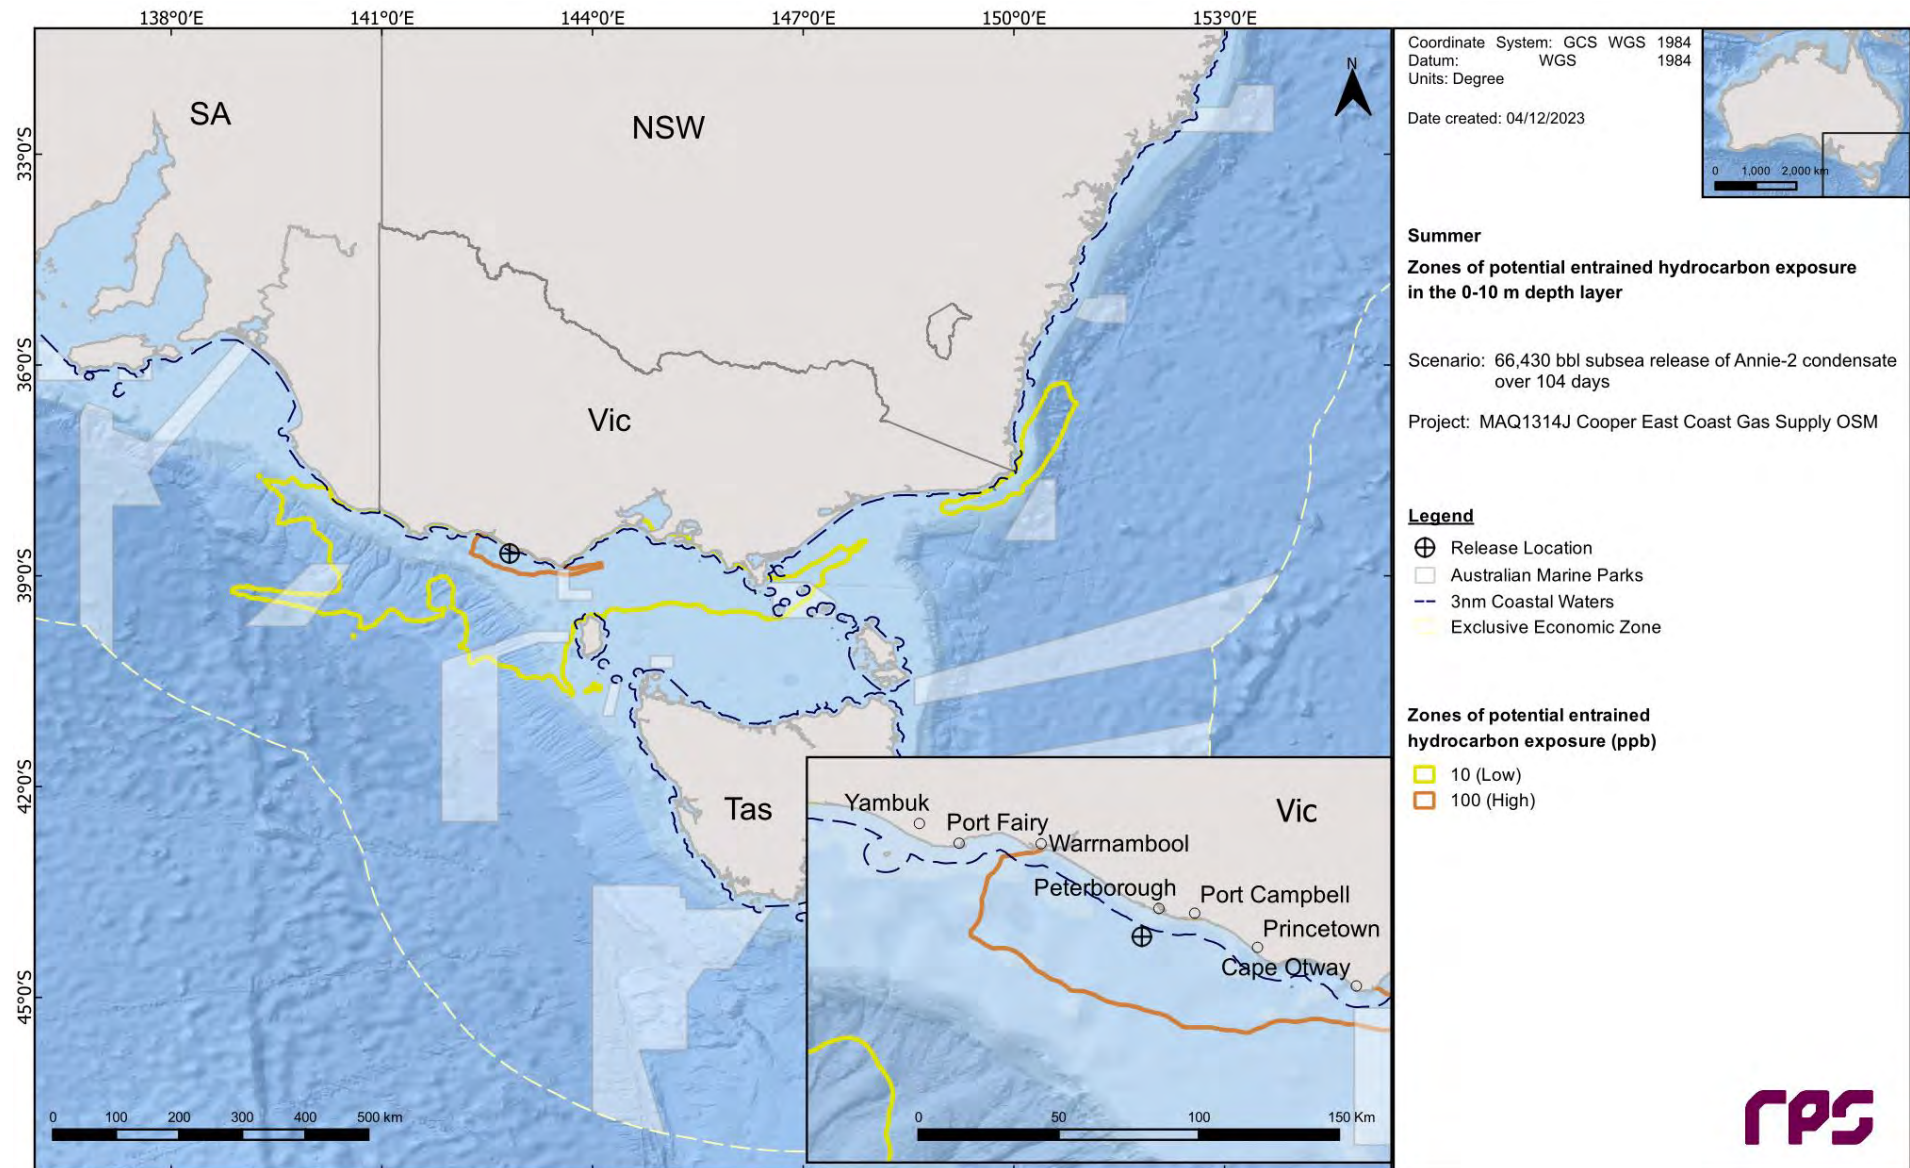 138°0'E 141°0'E 144°0'E 147°0'E 150°0'E 153°0'E
33°0'S
36°0'S
39°0'S
42°0'S
45°0'S
SA
NSW
Vic
Tas
N
0 100 200 300 400 500 km
Yambuk
Port Fairy
Warrnambool
Vic
Peterborough
Port Campbell
Princetown
Cape Otway
0 50 100 150 Km
Coordinate System: GCS WGS 1984
Datum: WGS 1984
Units: Degree
Date created: 04/12/2023
0 1,000 2,000 km
Summer
Zones of potential entrained hydrocarbon exposure
in the 0-10 m depth layer
Scenario: 66,430 bbl subsea release of Annie-2 condensate
over 104 days
Project: MAQ1314J Cooper East Coast Gas Supply OSM
Legend
Release Location
Australian Marine Parks
3nm Coastal Waters
Exclusive Economic Zone
Zones of potential entrained
hydrocarbon exposure (ppb)
10 (Low)
100 (High)
rps